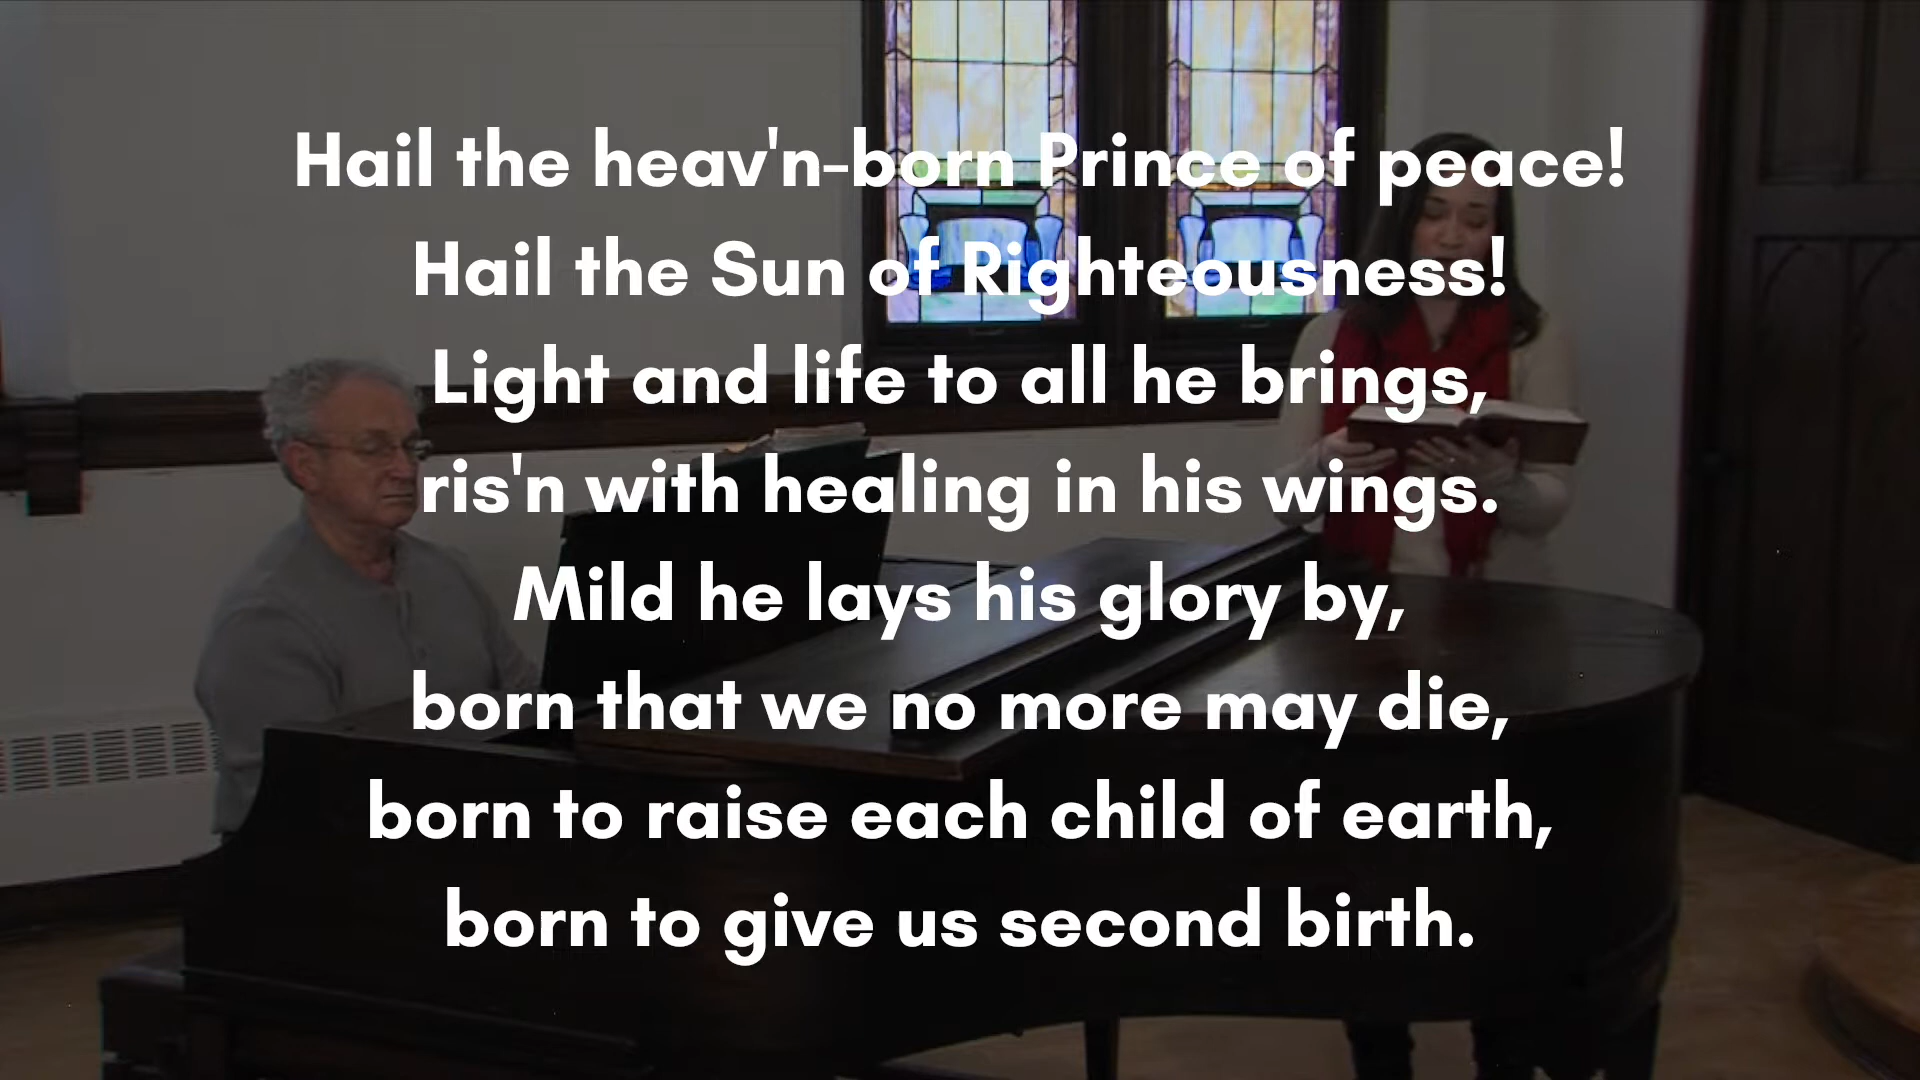 Hail the heav'n-born Prince of peace!
Hail the Sun of Righteousness!
Light and life to all he brings,
ris'n with healing in his wings.
Mild he lays his glory by,
born that we no more may die,
born to raise each child of earth,
born to give us second birth.